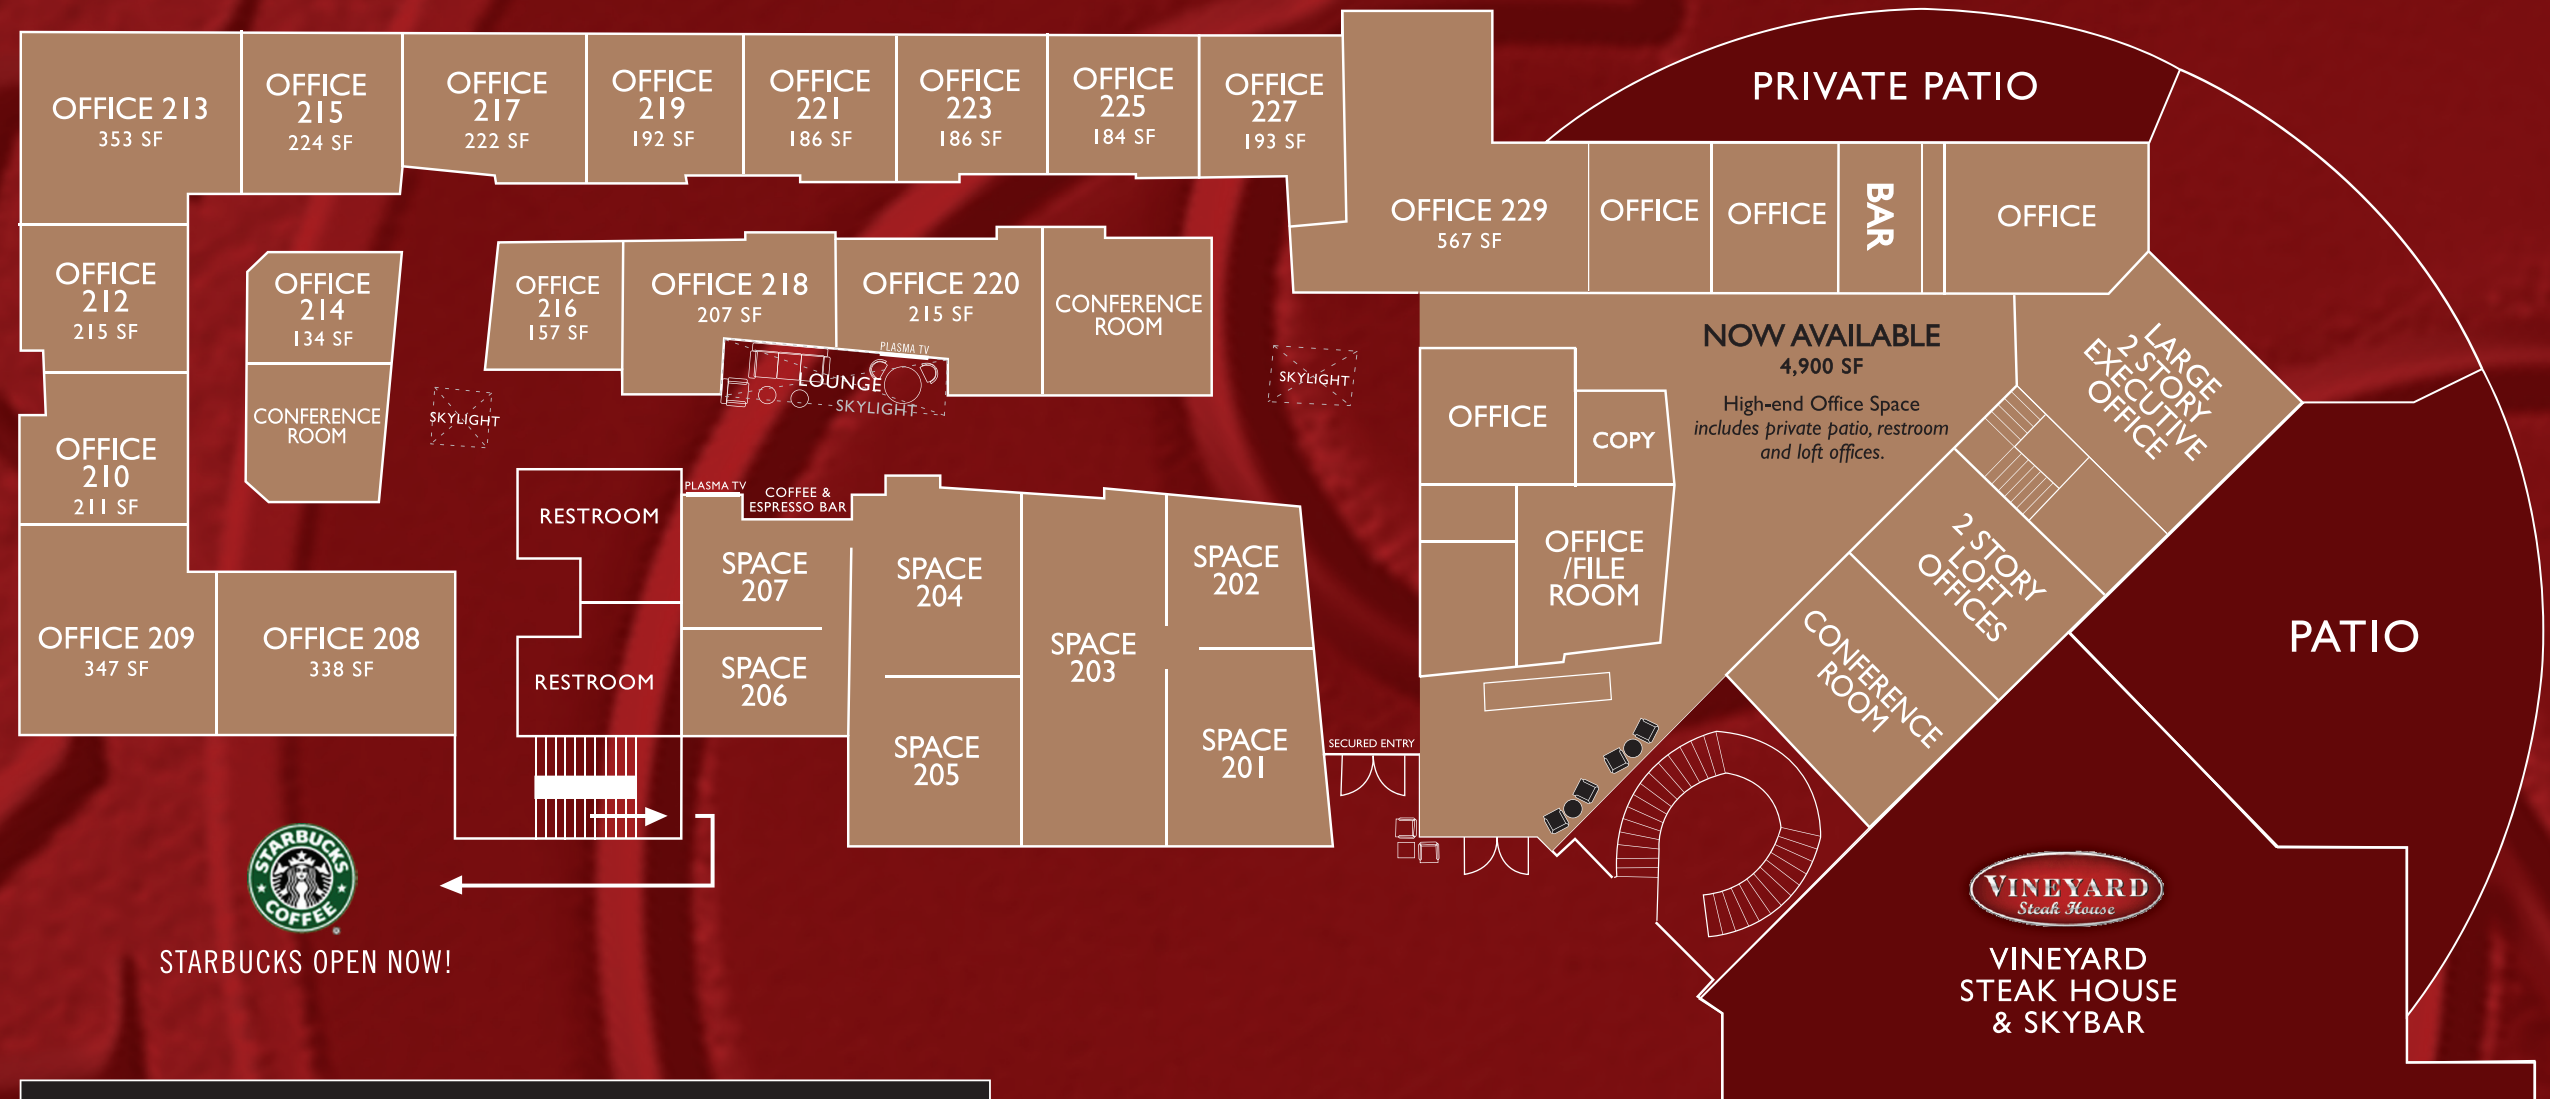 OFFICE 213
353 SF
OFFICE
215
224 SF
OFFICE
217
222 SF
OFFICE
219
192 SF
OFFICE
221
186 SF
OFFICE
223
186 SF
OFFICE
225
184 SF
OFFICE
227
193 SF
PRIVATE PATIO
OFFICE 229
567 SF
OFFICE
OFFICE
BAR
OFFICE
OFFICE
212
215 SF
OFFICE
214
134 SF
OFFICE
216
157 SF
OFFICE 218
207 SF
OFFICE 220
215 SF
CONFERENCE
ROOM
PLASMA TV
LOUNGE
SKYLIGHT
SKYLIGHT
NOW AVAILABLE
4,900 SF
High-end Office Space
includes private patio, restroom
and loft offices.
LARGE
2 STORY
EXECUTIVE
OFFICE
CONFERENCE
ROOM
SKYLIGHT
OFFICE
COPY
OFFICE
210
211 SF
RESTROOM
PLASMA TV
COFFEE &
ESPRESSO BAR
SPACE
207
SPACE
204
SPACE
203
SPACE
202
OFFICE
/FILE
ROOM
2 STORY
LOFT
OFFICES
PATIO
OFFICE 209
347 SF
OFFICE 208
338 SF
RESTROOM
SPACE
206
SPACE
205
SPACE
201
SECURED ENTRY
CONFERENCE
ROOM
STARBUCKS
COFFEE
®
STARBUCKS OPEN NOW!
VINEYARD
Steak House
VINEYARD
STEAK HOUSE
& SKYBAR